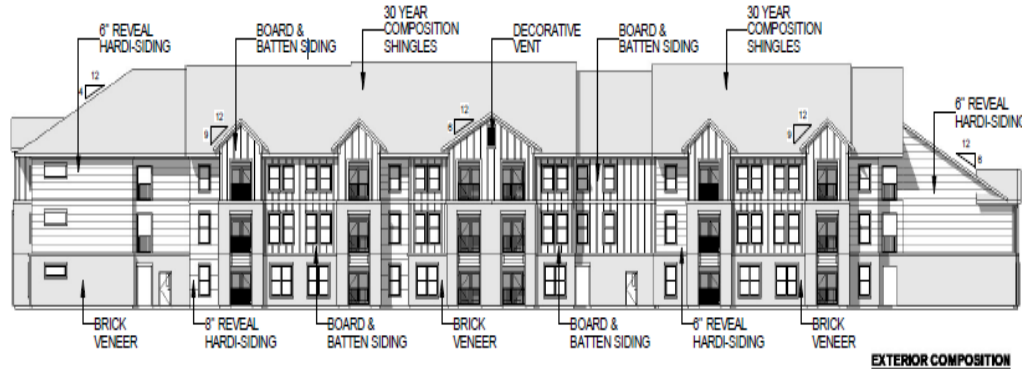 6" REVEAL
HARDI-SIDING
BOARD &
BATTEN SIDING
30 YEAR
COMPOSITION
SHINGLES
DECORATIVE
VENT
BOARD &
BATTEN SIDING
30 YEAR
COMPOSITION
SHINGLES
6" REVEAL
HARDI-SIDING
12
4
12
9
12
6
12
9
12
8
BRICK
VENEER
8" REVEAL
HARDI-SIDING
BOARD &
BATTEN SIDING
BRICK
VENEER
BOARD &
BATTEN SIDING
6" REVEAL
HARDI-SIDING
BRICK
VENEER
EXTERIOR COMPOSITION